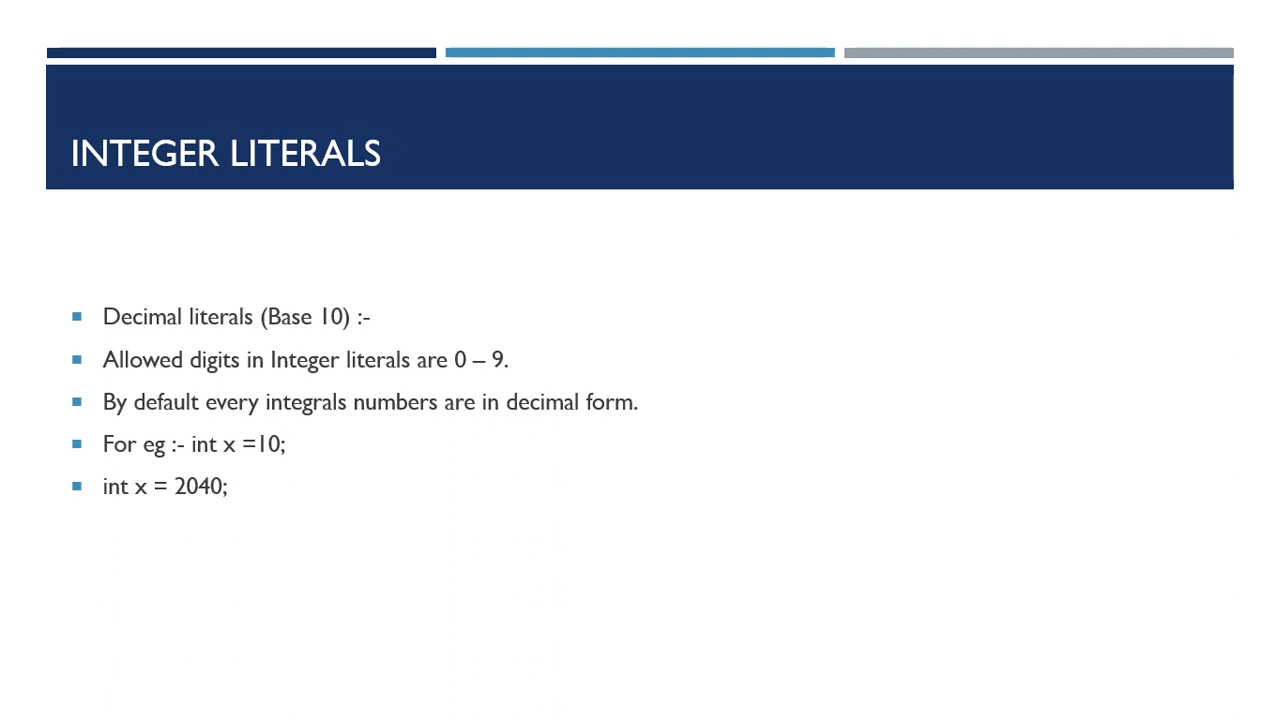 INTEGER LITERALS
Decimal literals (Base 10) :-
Allowed digits in Integer literals are 0 – 9.
By default every integrals numbers are in decimal form.
For eg :- int x =10;
int x = 2040;